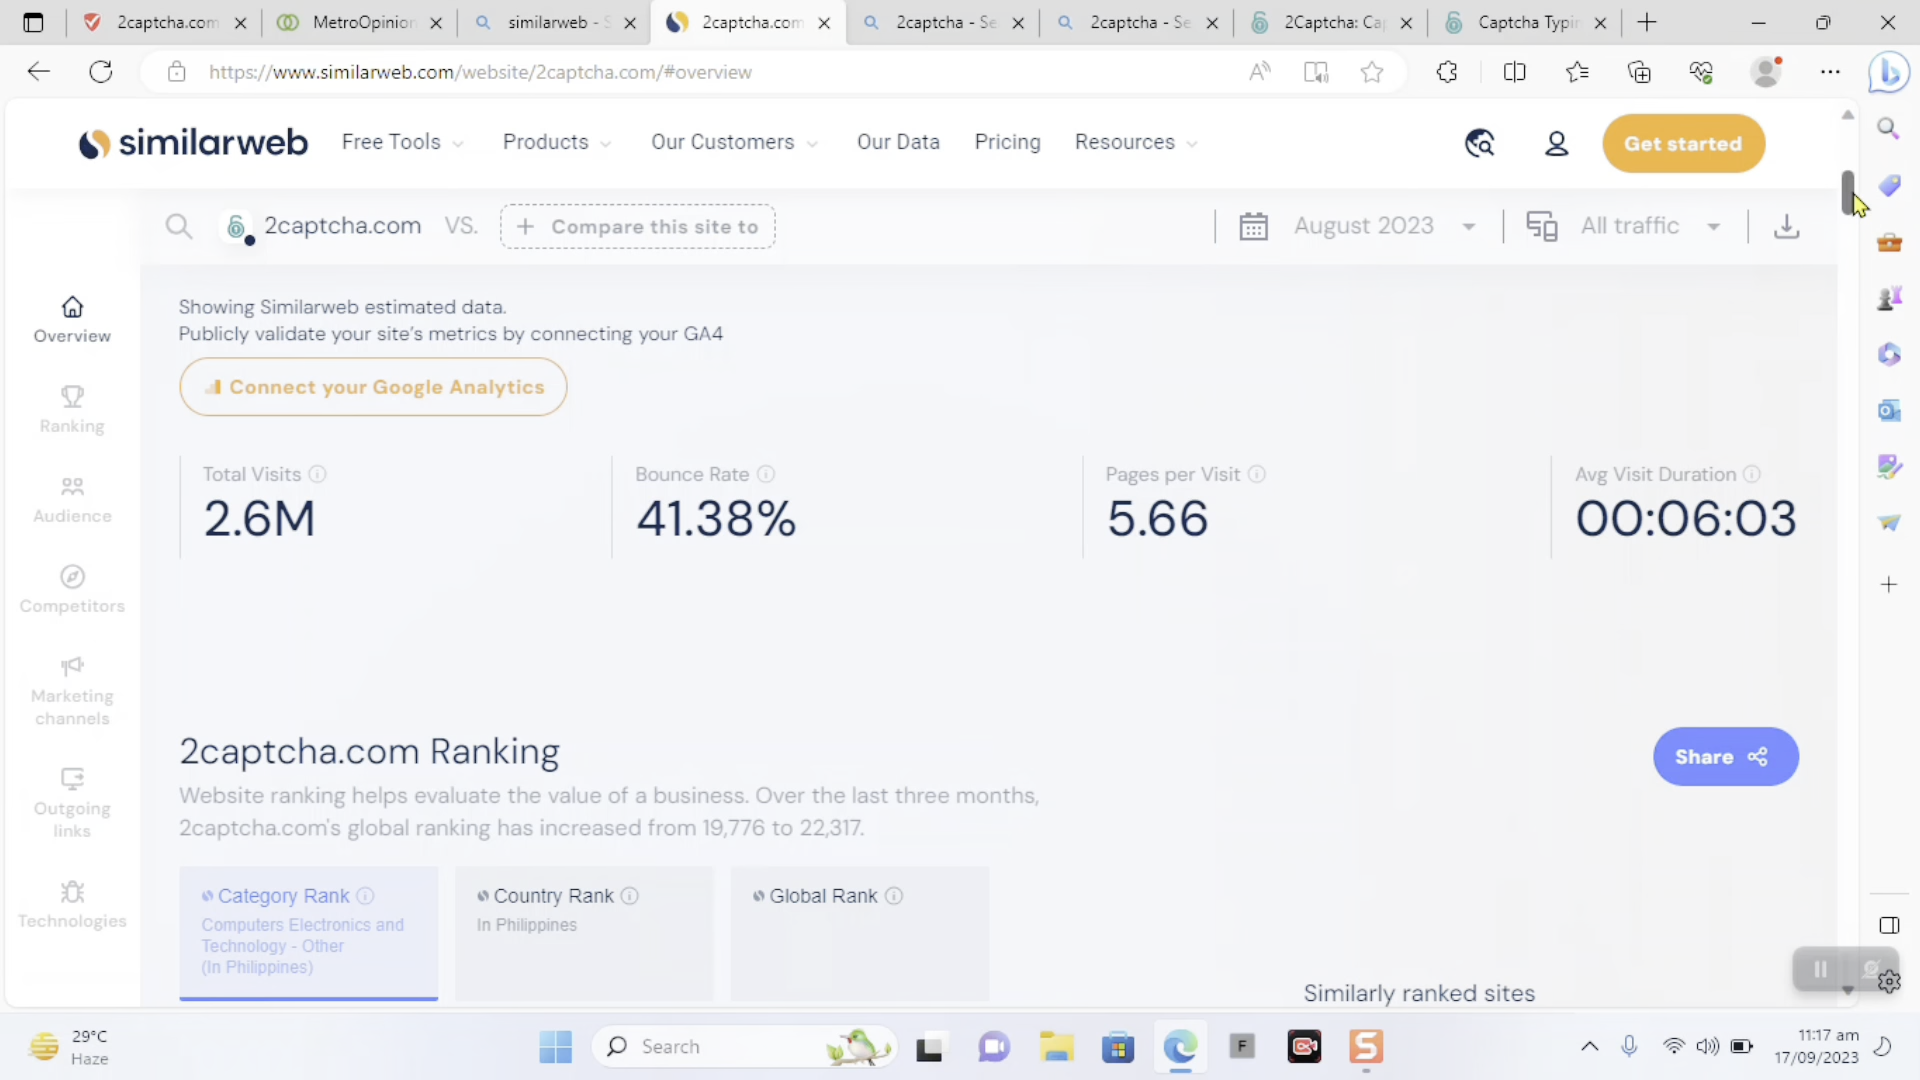 2captcha.com
MetroOpinion
similarweb - S
2captcha.com
2captcha - Se
2captcha - Se
2Captcha: Cap
Captcha Typin
https://www.similarweb.com/website/2captcha.com/#overview
similarweb
Free Tools
Products
Our Customers
Our Data
Pricing
Resources
Get started
2captcha.com
VS.
+ Compare this site to
August 2023
All traffic
Overview
Ranking
Audience
Competitors
Marketing
channels
Outgoing
links
Technologies
Showing Similarweb estimated data.
Publicly validate your site's metrics by connecting your GA4
Connect your Google Analytics
Total Visits
2.6M
Bounce Rate
41.38%
Pages per Visit
5.66
Avg Visit Duration
00:06:03
2captcha.com Ranking
Share
Website ranking helps evaluate the value of a business. Over the last three months,
2captcha.com's global ranking has increased from 19,776 to 22,317.
Category Rank
Computers Electronics and
Technology - Other
(In Philippines)
Country Rank
In Philippines
Global Rank
Similarly ranked sites
29°C
Haze
Search
F
S
11:17 am
17/09/2023